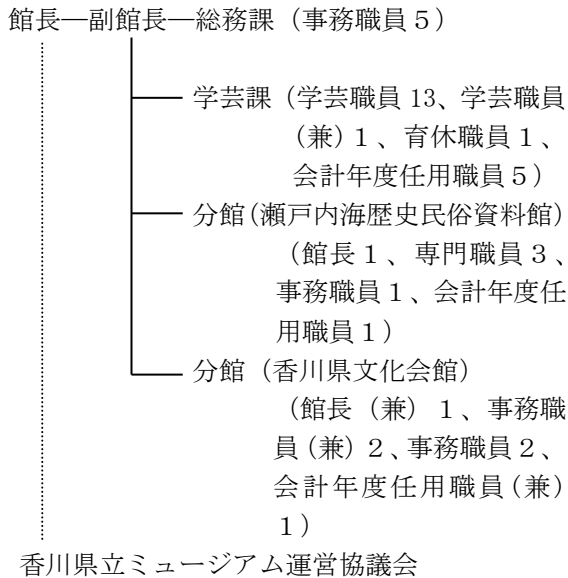 館長―副館長―総務課（事務職員５）
学芸課（学芸職員 13、学芸職員
（兼）１、育休職員１、
会計年度任用職員５）
分館（瀬戸内海歴史民俗資料館）
（館長１、専門職員３、
事務職員１、会計年度任
用職員１）
分館（香川県文化会館）
（館長（兼）１、事務職
員（兼）２、事務職員２、
会計年度任用職員（兼）
１）
香川県立ミュージアム運営協議会